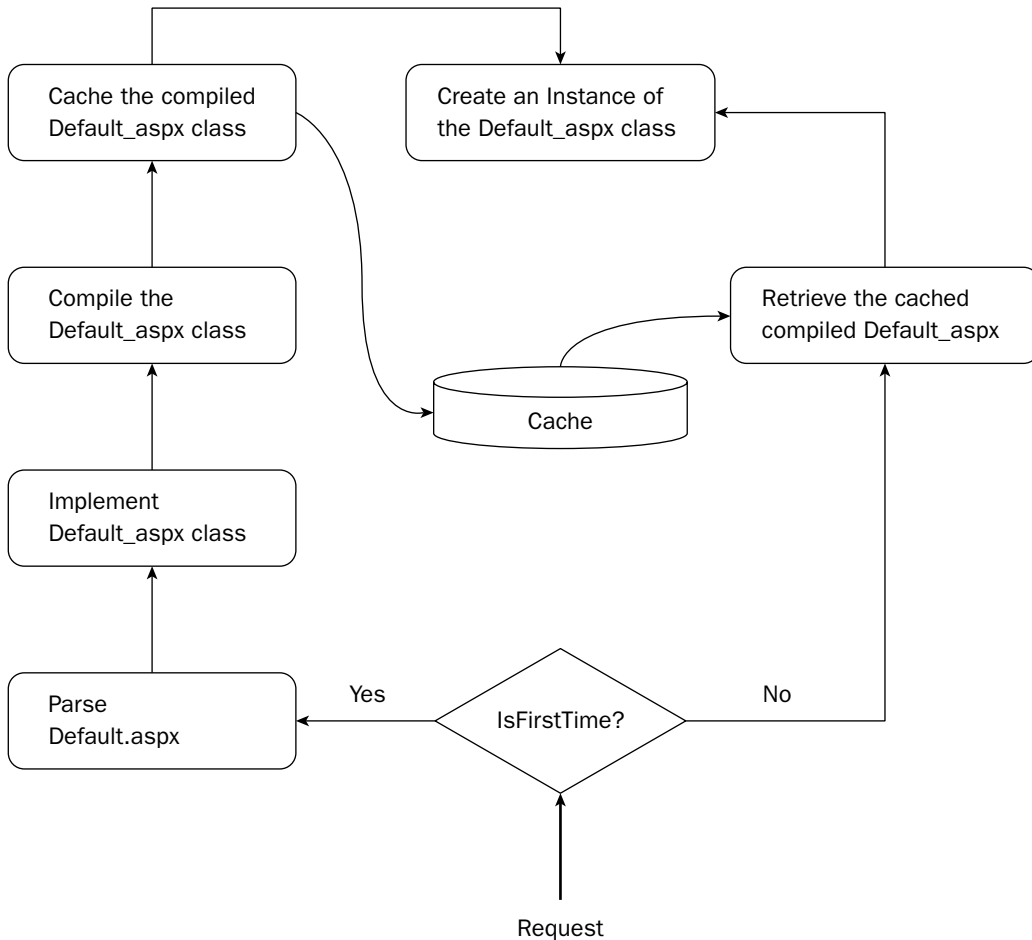 Cache the compiled
Default_aspx class
Create an Instance of
the Default_aspx class
Compile the
Default_aspx class
Retrieve the cached
compiled Default_aspx
Cache
Implement
Default_aspx class
Parse
Default.aspx
Yes
IsFirstTime?
No
Request